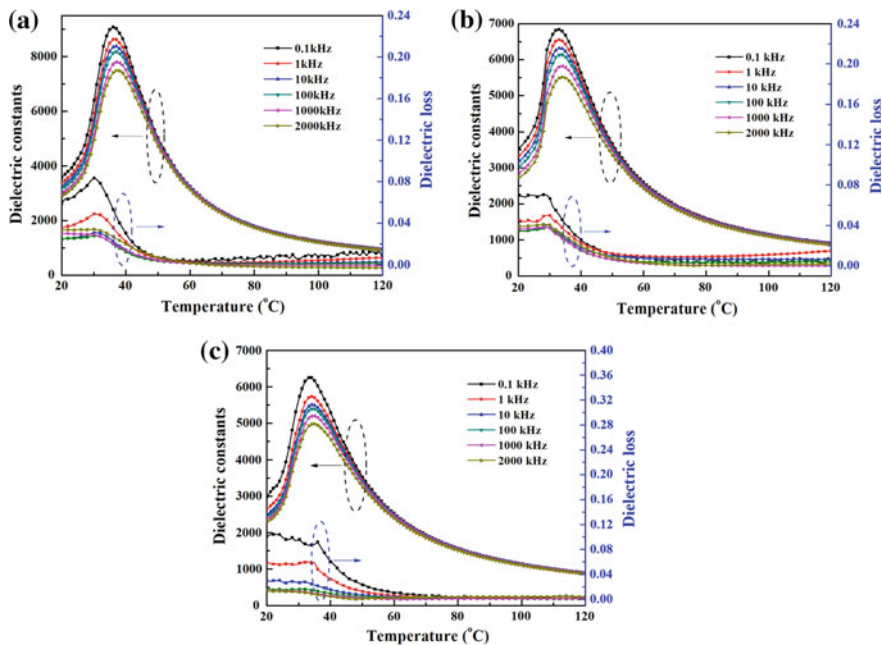 (a)
Dielectric constants
8000
6000
4000
2000
0
0.1kHz
1kHz
10kHz
100kHz
1000kHz
2000kHz
0.24
0.20
0.16
0.12
0.08
0.04
0.00
Dielectric loss
20 40 60 80 100 120
Temperature (°C)
(b)
Dielectric constants
7000
6000
5000
4000
3000
2000
1000
0
0.1 kHz
1 kHz
10 kHz
100 kHz
1000 kHz
2000 kHz
0.24
0.20
0.16
0.12
0.08
0.04
0.00
Dielectric loss
20 40 60 80 100 120
Temperature (°C)
(c)
Dielectric constants
7000
6000
5000
4000
3000
2000
1000
0
0.1 kHz
1 kHz
10 kHz
100 kHz
1000 kHz
2000 kHz
0.40
0.36
0.32
0.28
0.24
0.20
0.16
0.12
0.08
0.04
0.00
Dielectric loss
20 40 60 80 100 120
Temperature (°C)